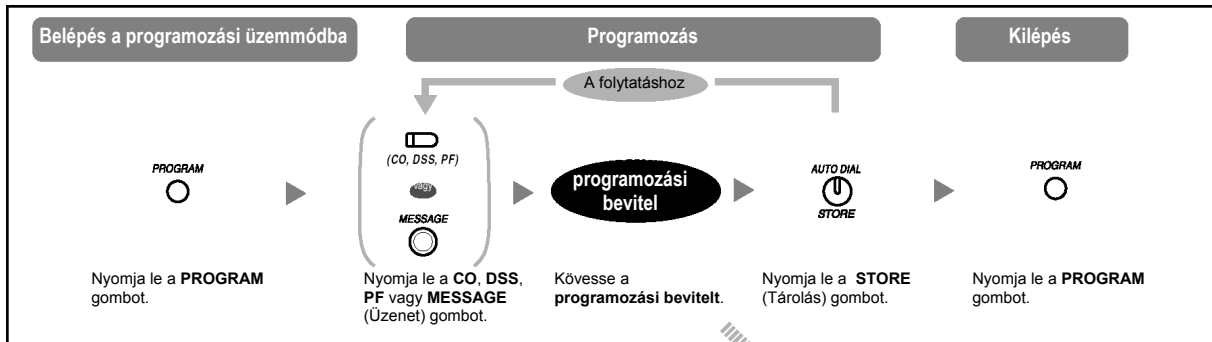 Belépés a programozási üzemmódba
Programozás
Kilépés
A folytatáshoz
PROGRAM
(CO, DSS, PF)
vagy
MESSAGE
programozási
bevitel
AUTO DIAL
STORE
PROGRAM
Nyomja le a PROGRAM
gombot.
Nyomja le a CO, DSS,
PF vagy MESSAGE
(Üzenet) gombot.
Kövesse a
programozási bevitelt.
Nyomja le a STORE
(Tárolás) gombot.
Nyomja le a PROGRAM
gombot.